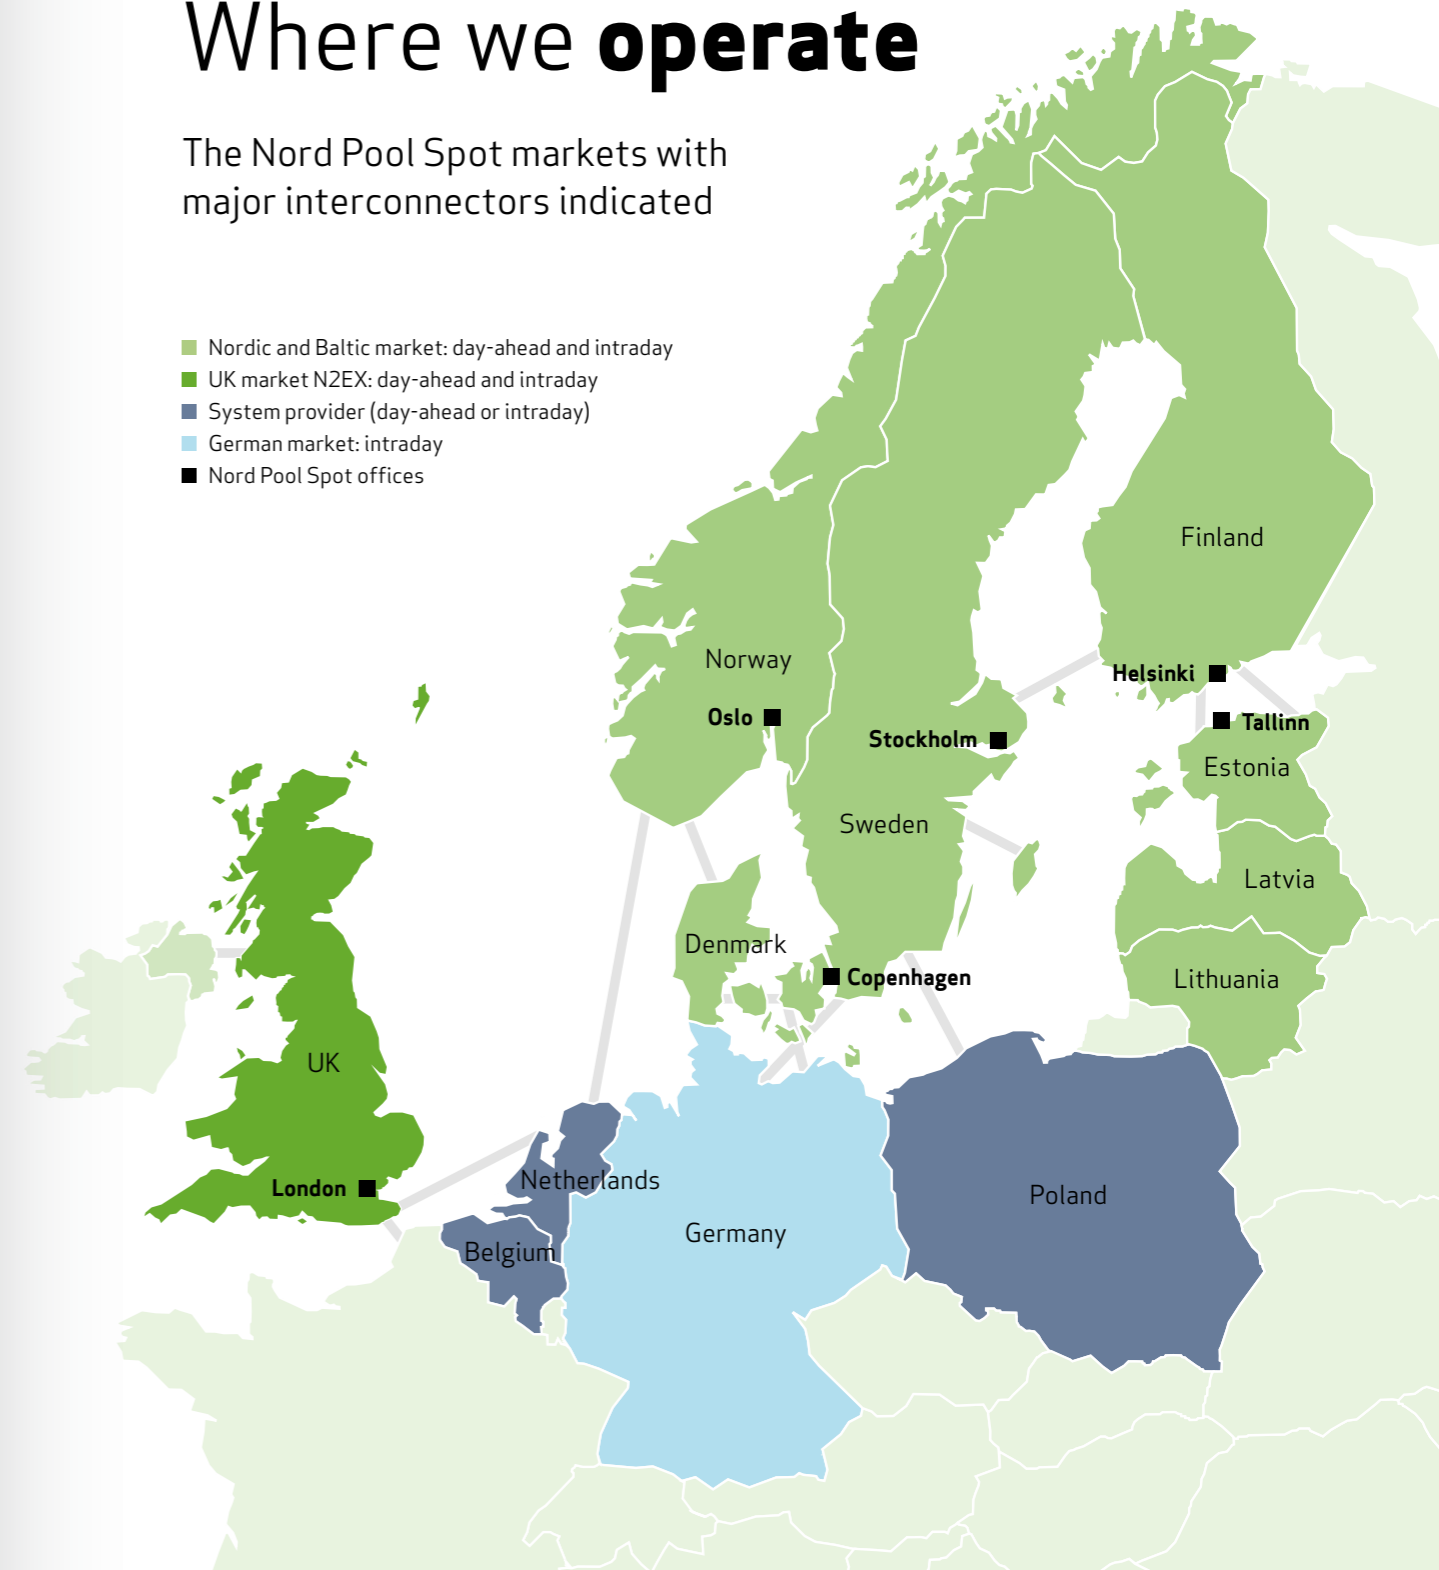 Where we operate
The Nord Pool Spot markets with
major interconnectors indicated
Nordic and Baltic market: day-ahead and intraday
UK market N2EX: day-ahead and intraday
System provider (day-ahead or intraday)
German market: intraday
Nord Pool Spot offices
Finland
Norway
Helsinki
Oslo
Tallinn
Stockholm
Estonia
Sweden
Latvia
Denmark
Copenhagen
Lithuania
UK
Netherlands
London
Poland
Germany
Belgium